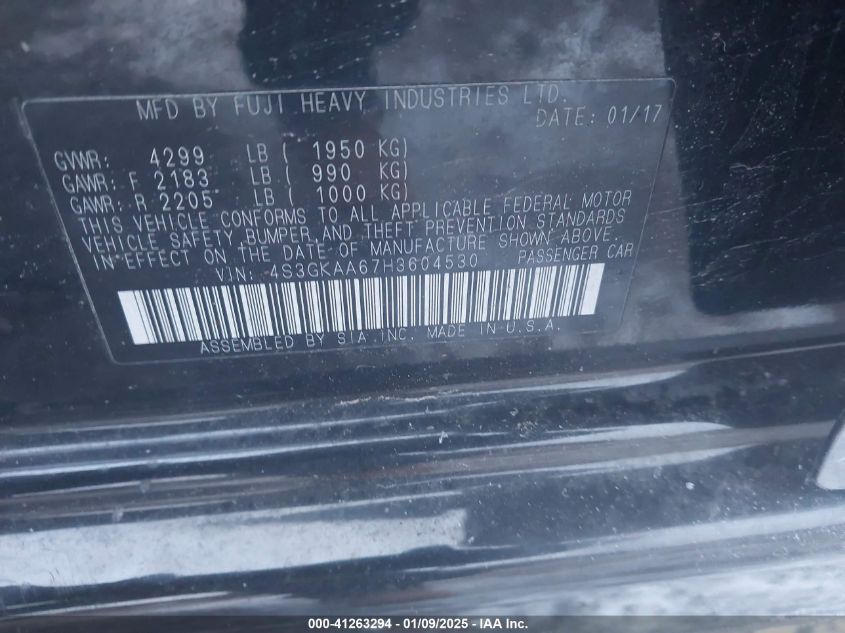 MFD BY FUJI HEAVY INDUSTRIES LTD.
DATE: 01/17
GVWR: 4299 LB ( 1950 KG)
GAWR: F 2183 LB ( 990 KG)
GAWR: R 2205 LB ( 1000 KG)
THIS VEHICLE CONFORMS TO ALL APPLICABLE FEDERAL MOTOR
VEHICLE SAFETY BUMPER, AND THEFT PREVENTION STANDARDS
IN EFFECT ON THE DATE OF MANUFACTURE SHOWN ABOVE.
VIN: 4S3GKAA67H3604530 PASSENGER CAR
ASSEMBLED BY SIA INC. MADE IN U.S.A.
000-41263294 - 01/09/2025 - IAA Inc.